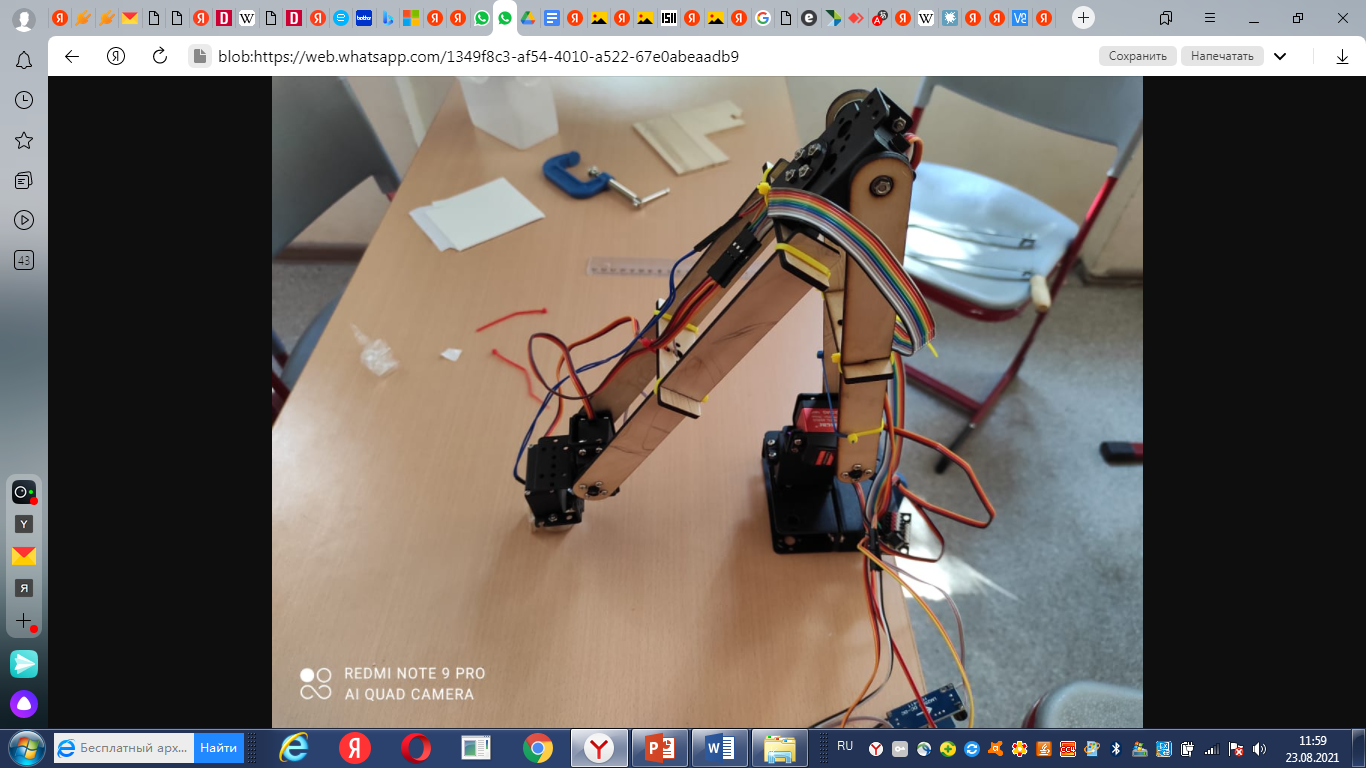 blob:https://web.whatsapp.com/1349f8c3-af54-4010-a522-67e0abeaadb9
Сохранить
Напечатать
43
REDMI NOTE 9 PRO
AI QUAD CAMERA
Бесплатный арх...
Найти
RU
11:59
23.08.2021